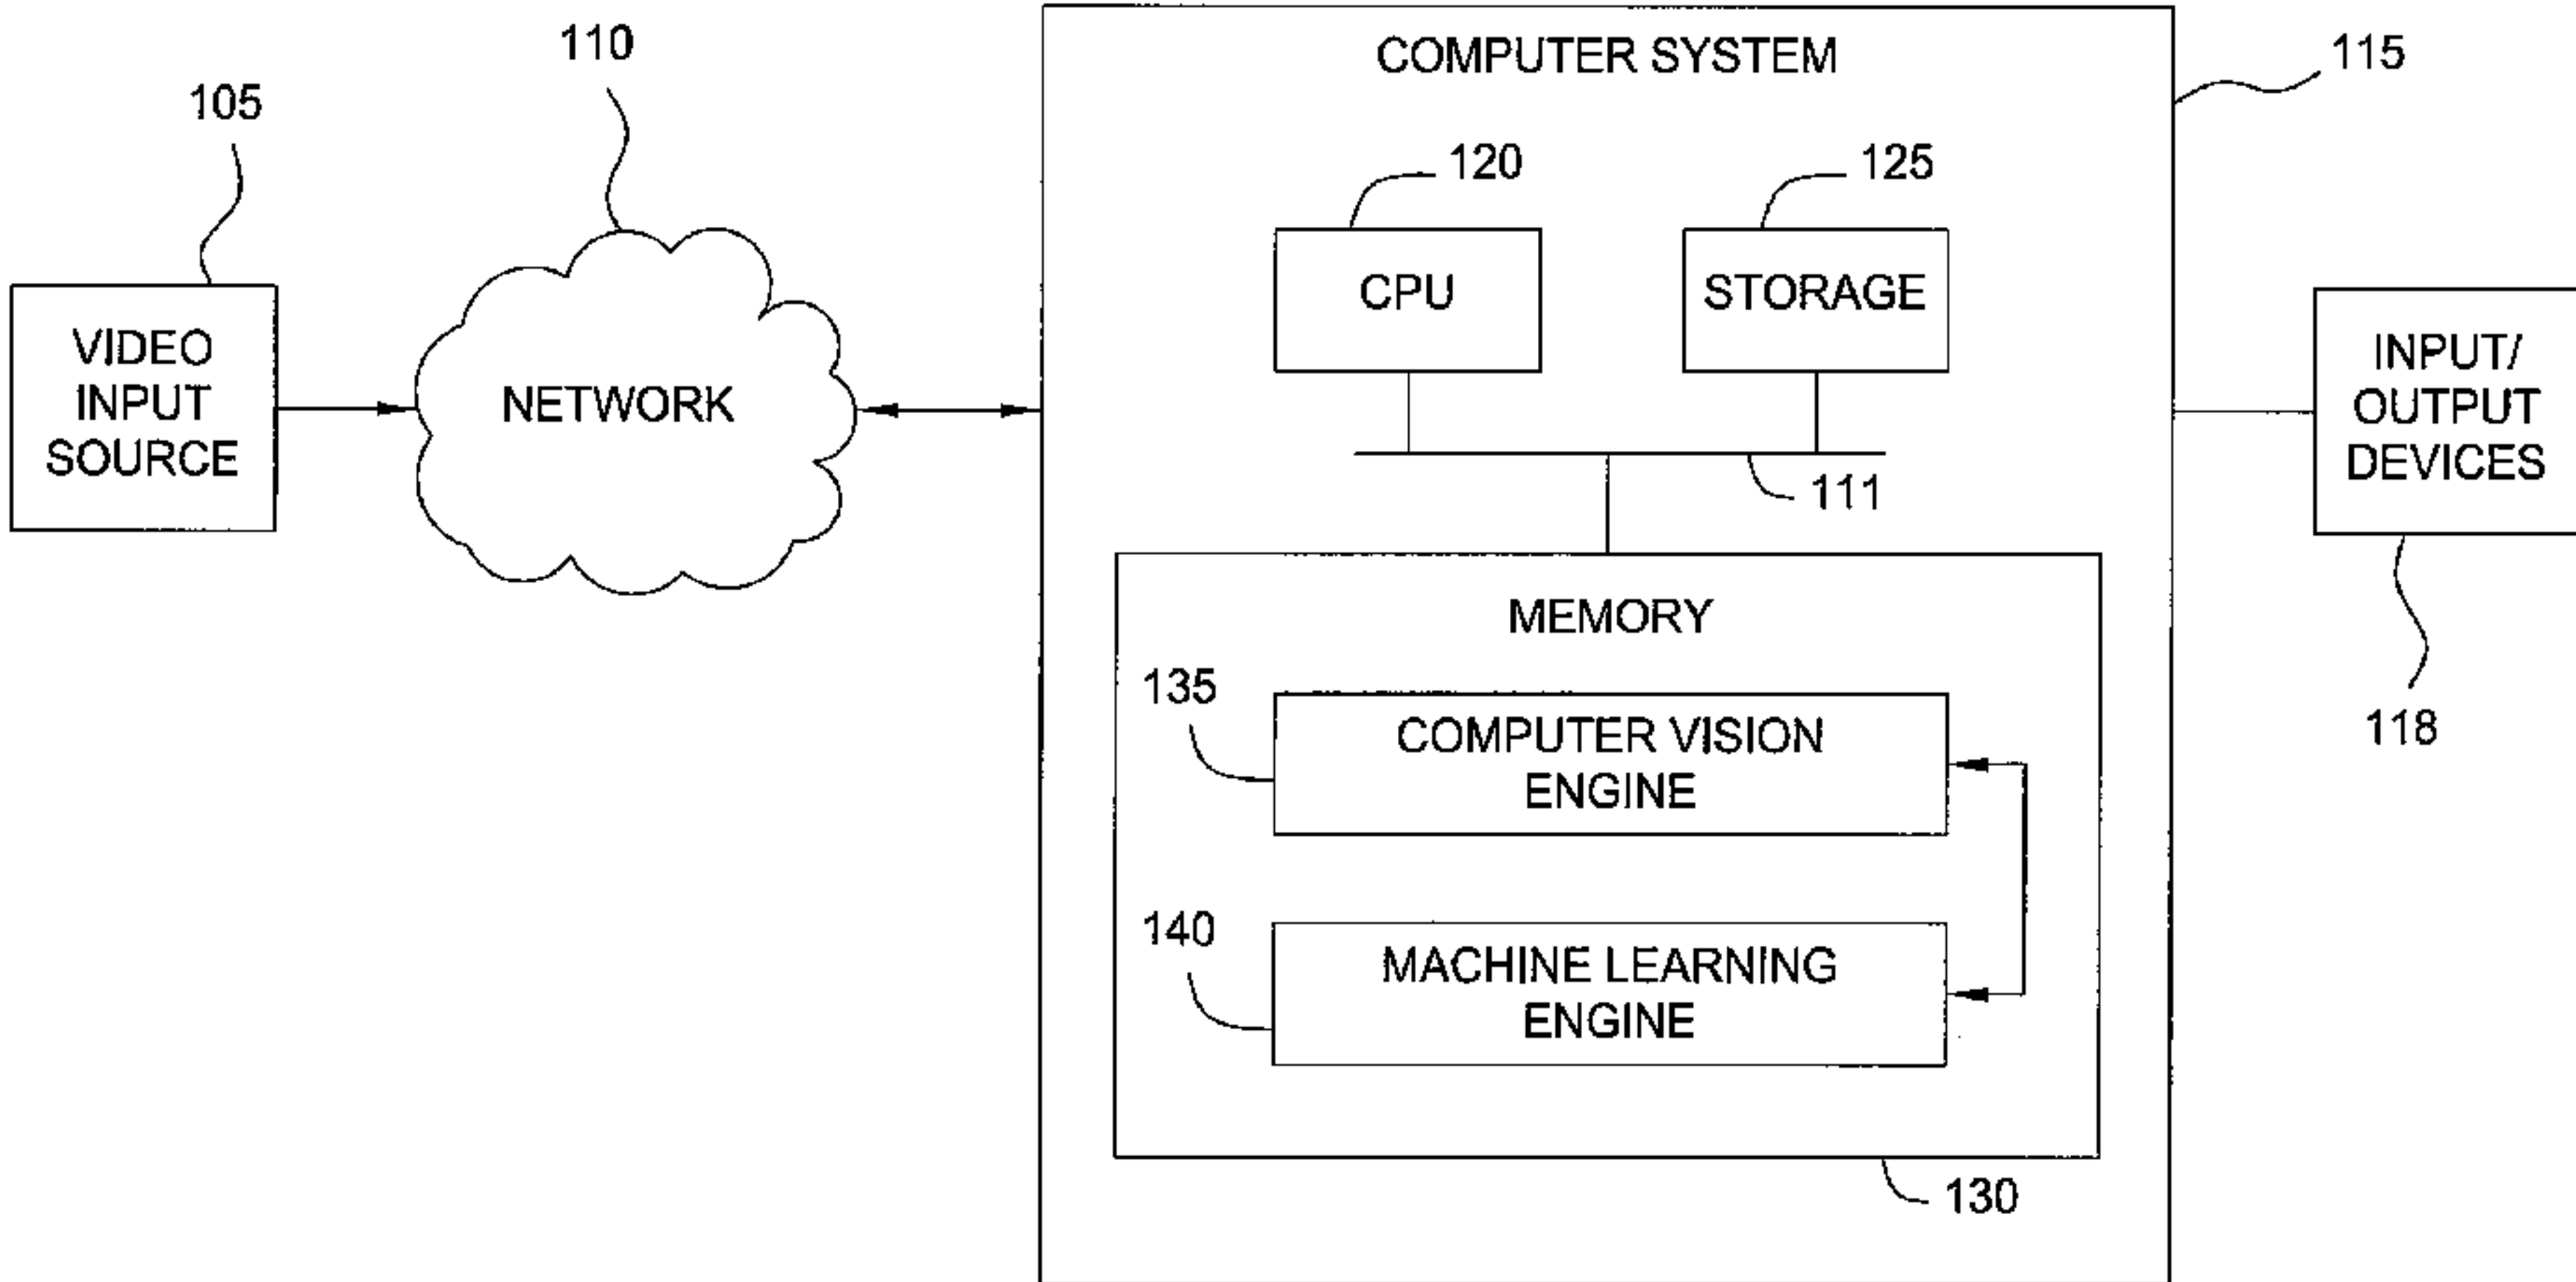 110
COMPUTER SYSTEM
115
105
120
125
CPU
STORAGE
VIDEO
INPUT
SOURCE
NETWORK
INPUT/
OUTPUT
DEVICES
111
MEMORY
135
COMPUTER VISION
ENGINE
118
140
MACHINE LEARNING
ENGINE
130